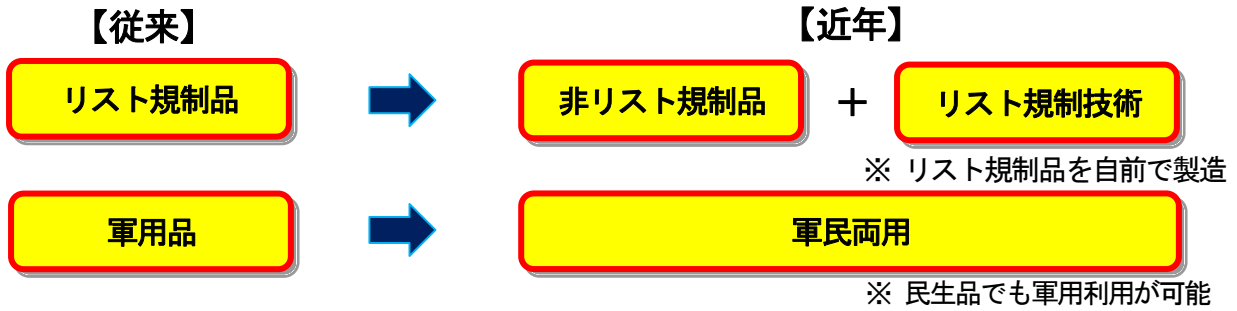 【従来】
【近年】
リスト規制品
非リスト規制品
＋
リスト規制技術
※ リスト規制品を自前で製造
軍用品
軍民両用
※ 民生品でも軍用利用が可能